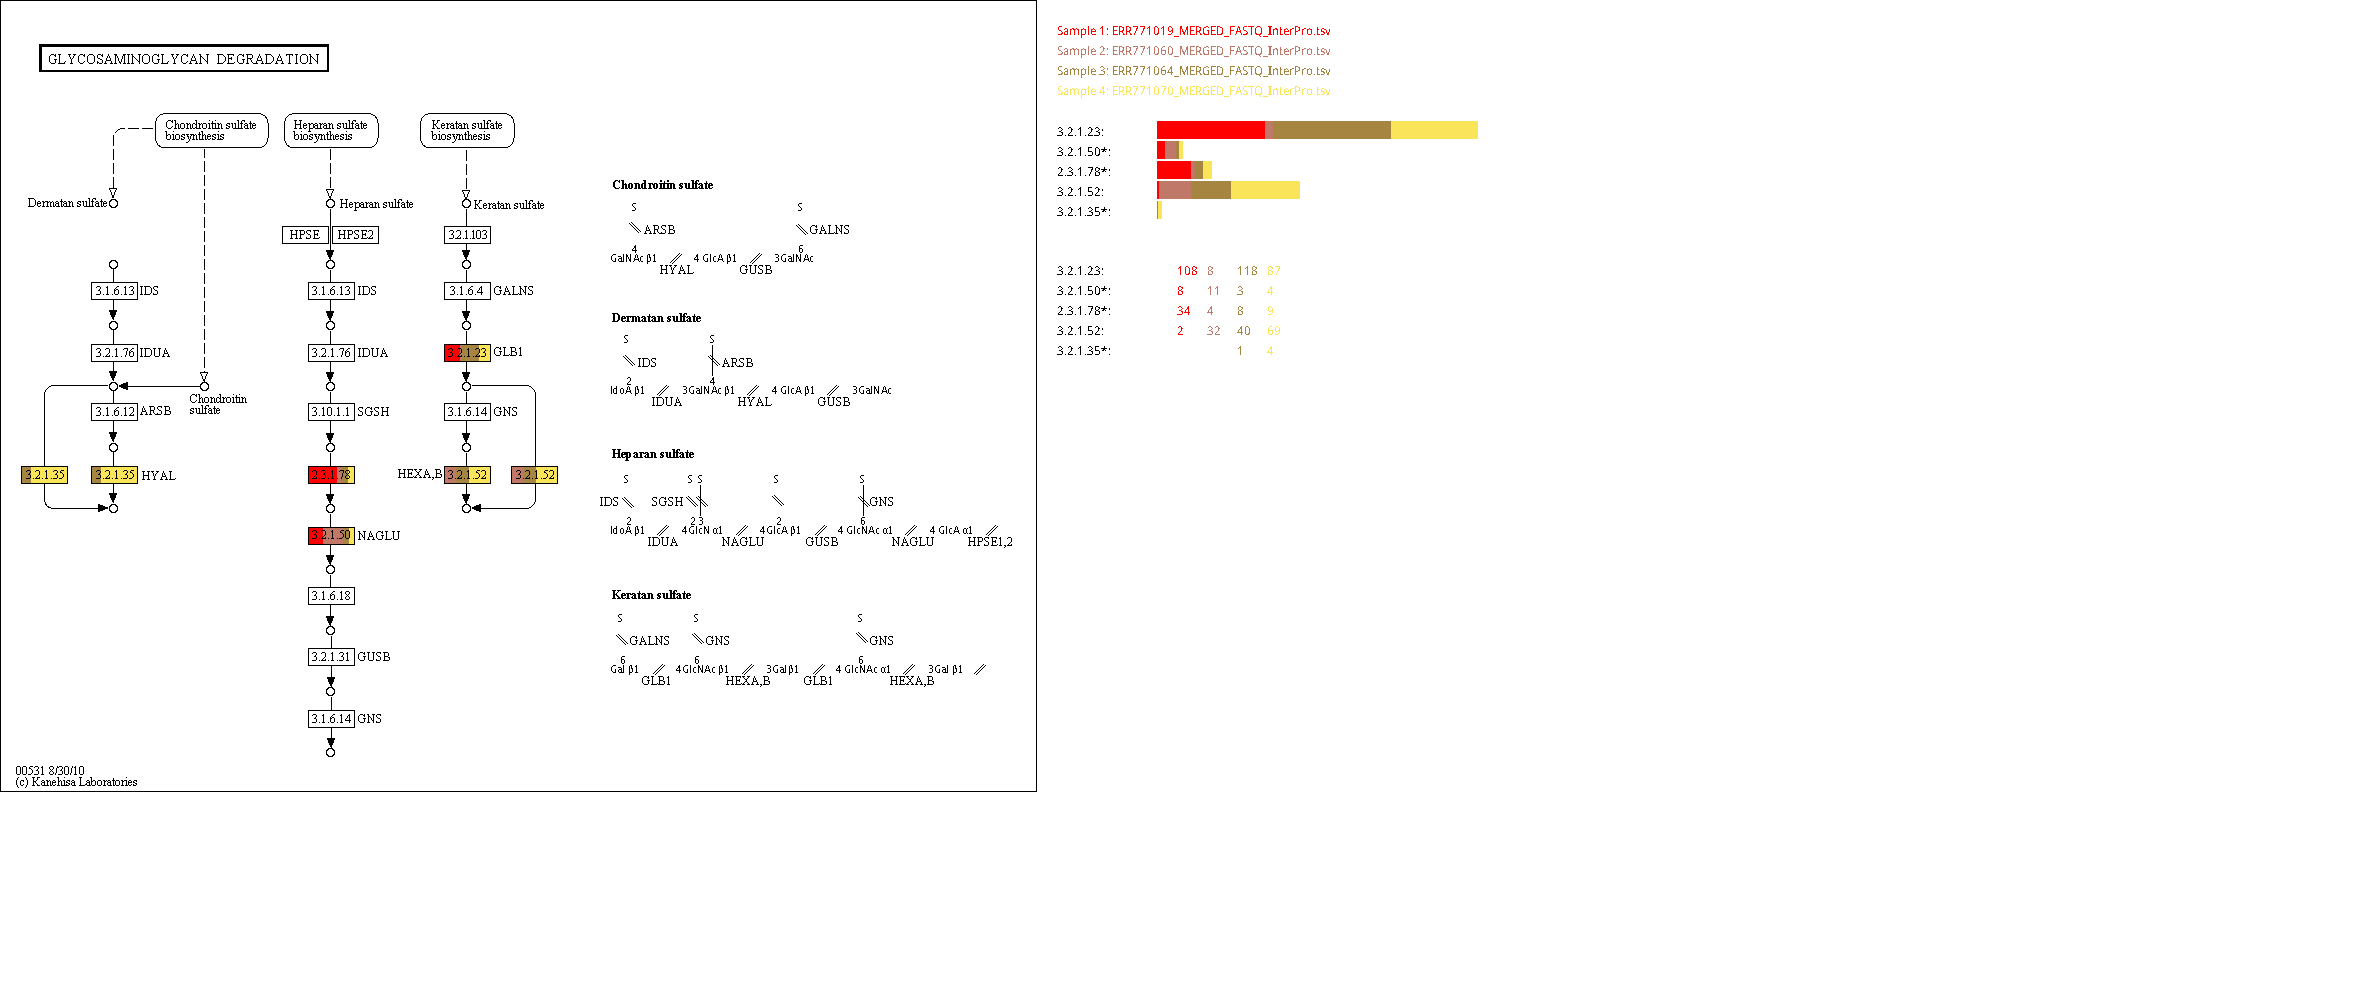 GLYCOSAMINOGLYCAN DEGRADATION
Chondroitin sulfate
biosynthesis
Heparan sulfate
biosynthesis
Keratan sulfate
biosynthesis
Dermatan sulfate
Heparan sulfate
Keratan sulfate
HPSE
HPSE2
3.2.1.103
3.1.6.13 IDS
3.1.6.13 IDS
3.1.6.4 GALNS
3.2.1.76 IDUA
3.2.1.76 IDUA
3.2.1.23 GLB1
Chondroitin
sulfate
3.1.6.12 ARSB
3.10.1.1 SGSH
3.1.6.14 GNS
3.2.1.35
3.2.1.35 HYAL
2.3.1.78
HEXA,B 3.2.1.52
3.2.1.52
3.2.1.50 NAGLU
3.1.6.18
3.2.1.31 GUSB
3.1.6.14 GNS
00531 8/30/10
(c) Kanehisa Laboratories
Chondroitin sulfate
S S
ARSB GALNS
4 6
GalNAc β1 4 GlcA β1 3GalNAc
HYAL GUSB
Dermatan sulfate
S S
IDS ARSB
2 4
IdoA β1 3GalNAc β1 4 GlcA β1 3GalNAc
IDUA HYAL GUSB
Heparan sulfate
S S S S S
IDS SGSH GNS
2 2 3 2 6
IdoA β1 4GlcN α1 4GlcA β1 4 GlcNAc α1 4 GlcA α1
IDUA NAGLU GUSB NAGLU HPSE1,2
Keratan sulfate
S S S
GALNS GNS GNS
6 6 6
Gal β1 4GlcNAc β1 3Gal β1 4 GlcNAc α1 3Gal β1
GLB1 HEXA,B GLB1 HEXA,B
Sample 1: ERR771019_MERGED_FASTQ_InterPro.tsv
Sample 2: ERR771060_MERGED_FASTQ_InterPro.tsv
Sample 3: ERR771064_MERGED_FASTQ_InterPro.tsv
Sample 4: ERR771070_MERGED_FASTQ_InterPro.tsv
3.2.1.23:
3.2.1.50*:
2.3.1.78*:
3.2.1.52:
3.2.1.35*:
3.2.1.23: 108 8 118 87
3.2.1.50*: 8 11 3 4
2.3.1.78*: 34 4 8 9
3.2.1.52: 2 32 40 69
3.2.1.35*: 1 4